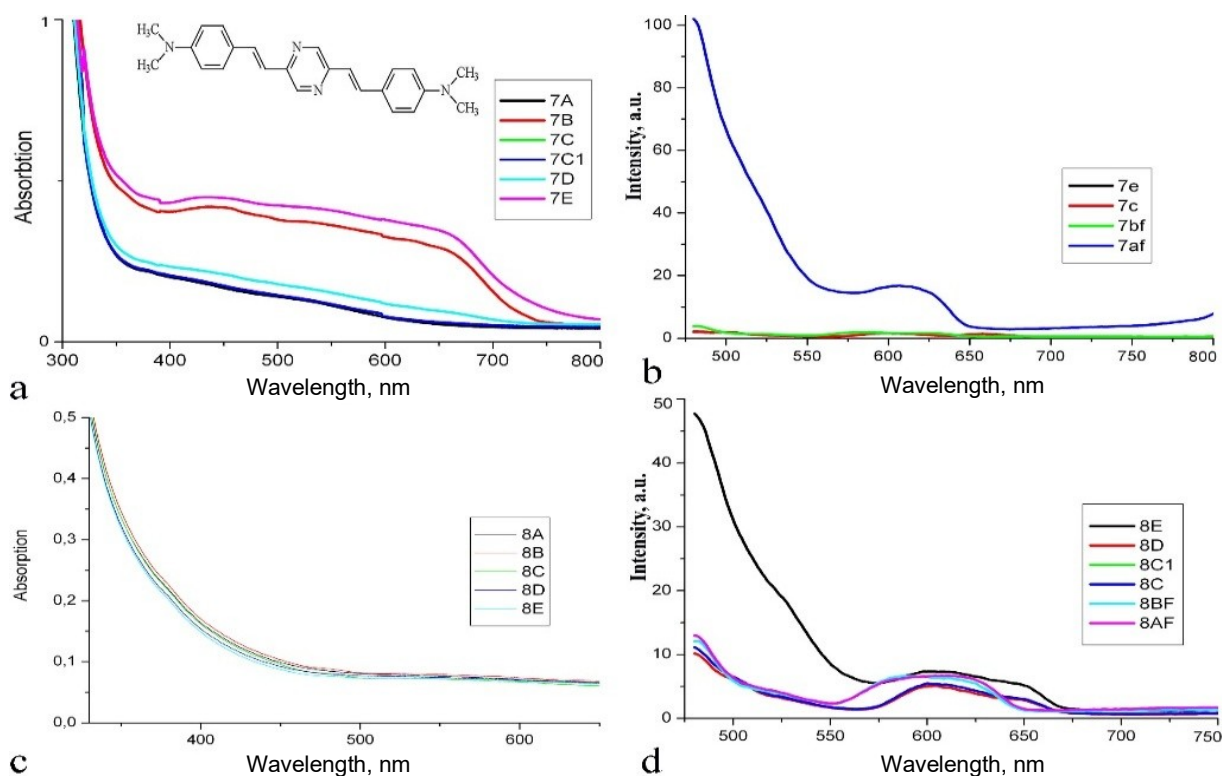 1
Absorbtion
0
300
400
500
600
700
800
Wavelength, nm
a
H₃C
N
H₃C
N
N
N
CH₃
CH₃
7A
7B
7C
7C1
7D
7E
100
80
60
40
20
0
Intensity, a.u.
500
550
600
650
700
750
800
Wavelength, nm
b
7e
7c
7bf
7af
0,5
0,4
0,3
0,2
0,1
0,0
Absorption
400
500
600
Wavelength, nm
c
8A
8B
8C
8D
8E
50
40
30
20
10
0
Intensity, a.u.
500
550
600
650
700
750
Wavelength, nm
d
8E
8D
8C1
8C
8BF
8AF